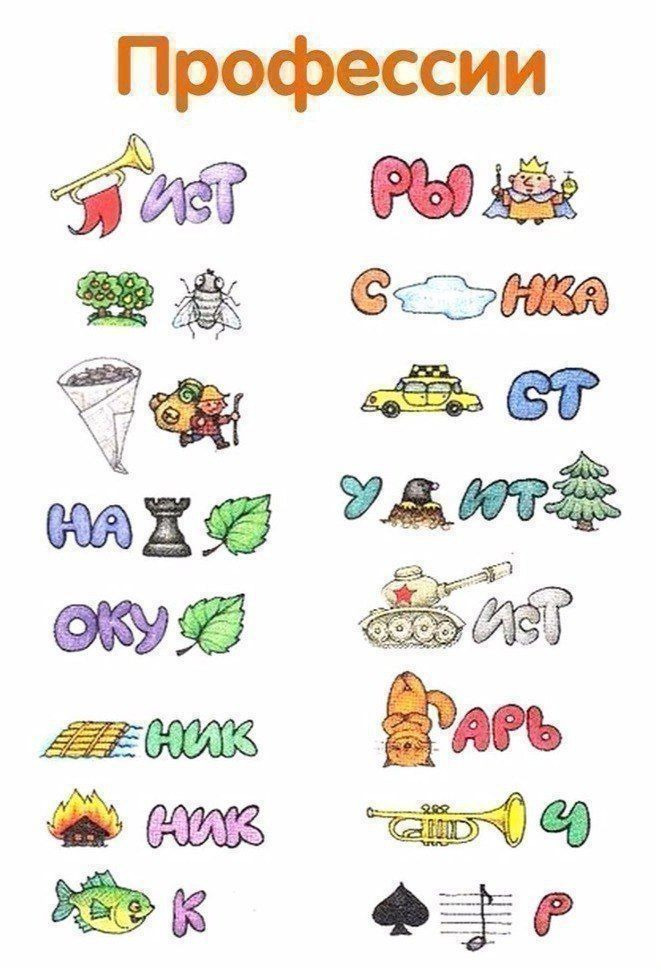 Профессии
ИСТ
РЫ
С НКА
СТ
НА
У ИТ
ОКУ
ИСТ
НИК
АРЬ
НИК
Ч
К
Р